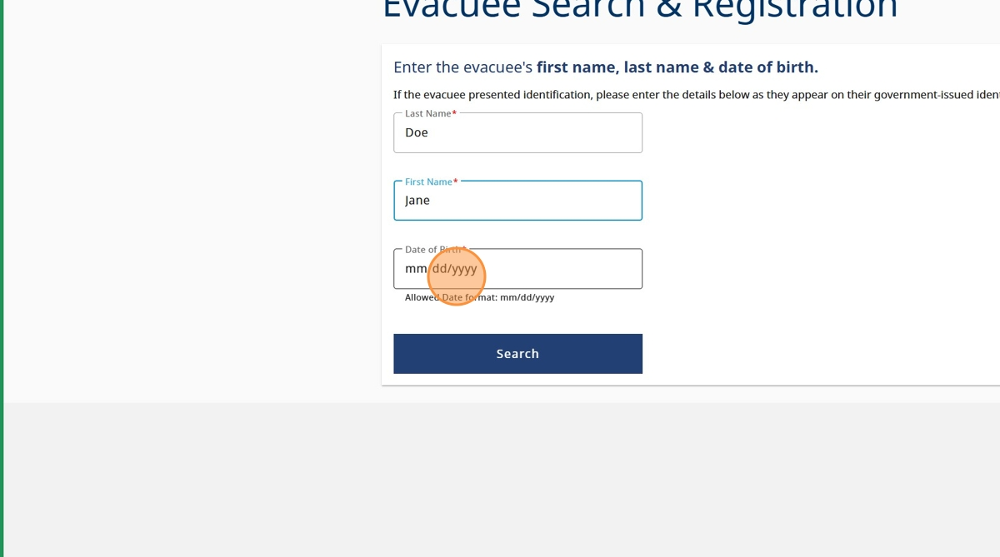 Evacuee Search & Registration
Enter the evacuee's first name, last name & date of birth.
If the evacuee presented identification, please enter the details below as they appear on their government-issued iden
Last Name*
Doe
First Name*
Jane
Date of Birth*
mm/dd/yyyy
Allowed Date format: mm/dd/yyyy
Search